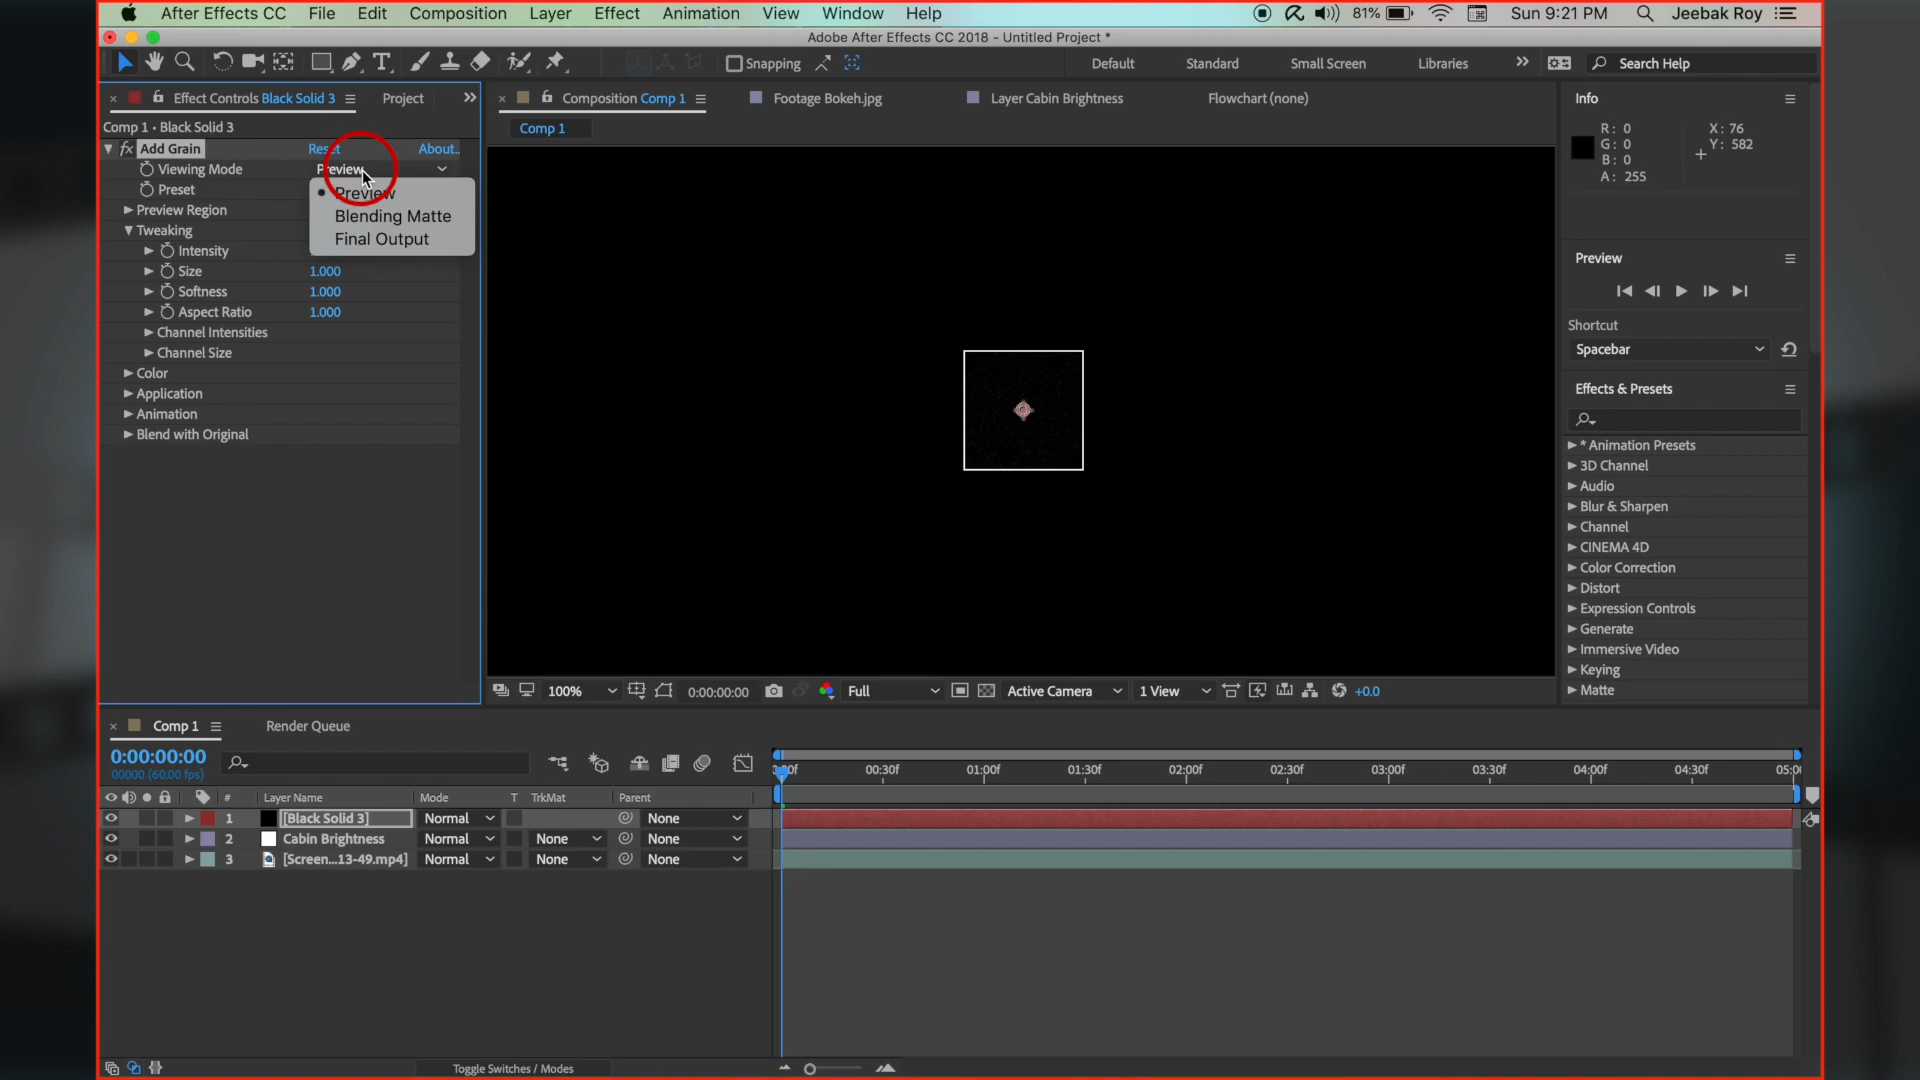 After Effects CC File Edit Composition Layer Effect Animation View Window Help 81% Sun 9:21 PM Jeebak Roy
Adobe After Effects CC 2018 - Untitled Project *
Snapping Default Standard Small Screen Libraries Search Help
Effect Controls Black Solid 3 Project
Composition Comp 1 Footage Bokeh.jpg Layer Cabin Brightness Flowchart (none)
Info
Comp 1 • Black Solid 3
Comp 1
R: 0 X: 76
G: 0 Y: 582
B: 0
A: 255
fx Add Grain Reset About..
Viewing Mode Preview
Preset
Preview
Blending Matte
Final Output
Preview Region
Tweaking
Intensity
Size 1.000
Softness 1.000
Aspect Ratio 1.000
Channel Intensities
Channel Size
Color
Application
Animation
Blend with Original
Preview
Shortcut
Spacebar
Effects & Presets
* Animation Presets
3D Channel
Audio
Blur & Sharpen
Channel
CINEMA 4D
Color Correction
Distort
Expression Controls
Generate
Immersive Video
Keying
Matte
100% 0:00:00:00 Full Active Camera 1 View +0.0
Comp 1 Render Queue
0:00:00:00
00000 (60.00 fps)
00:30f 01:00f 01:30f 02:00f 02:30f 03:00f 03:30f 04:00f 04:30f
# Layer Name Mode T TrkMat Parent
1 [Black Solid 3] Normal None
2 Cabin Brightness Normal None None
3 [Screen...13-49.mp4] Normal None None
Toggle Switches / Modes